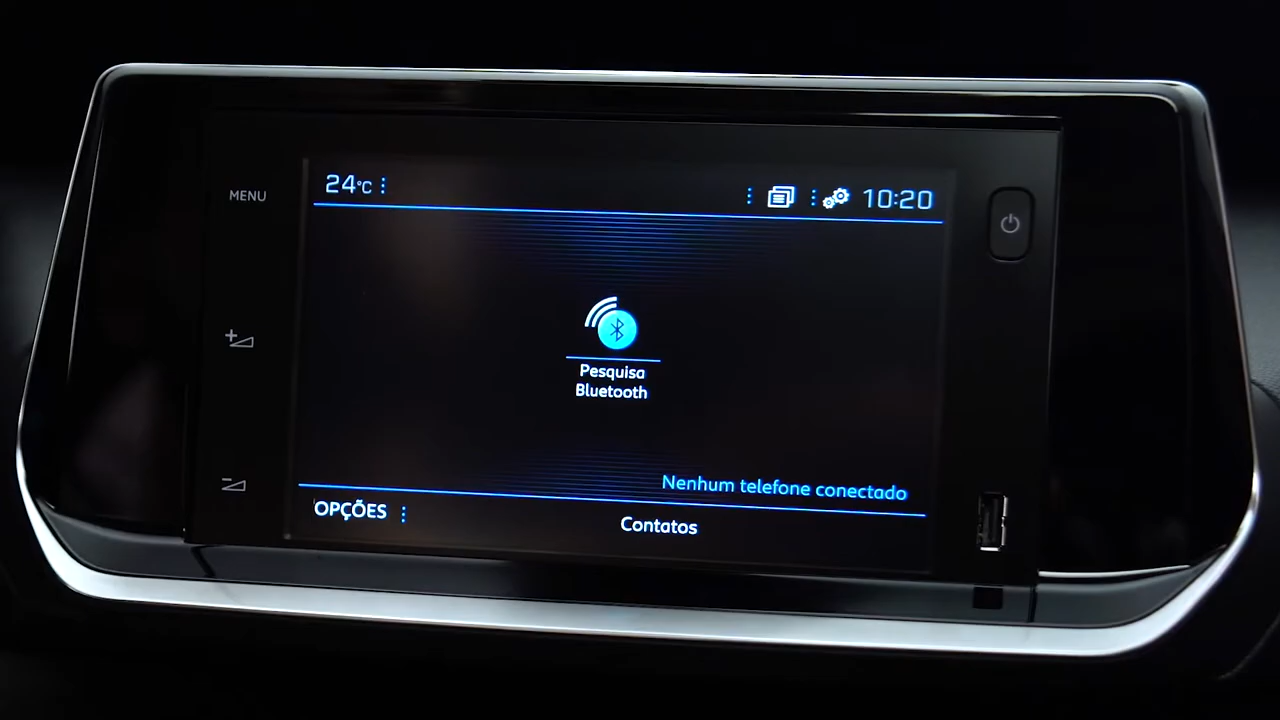 24°C
10:20
MENU
Pesquisa
Bluetooth
Nenhum telefone conectado
OPÇÕES
Contatos